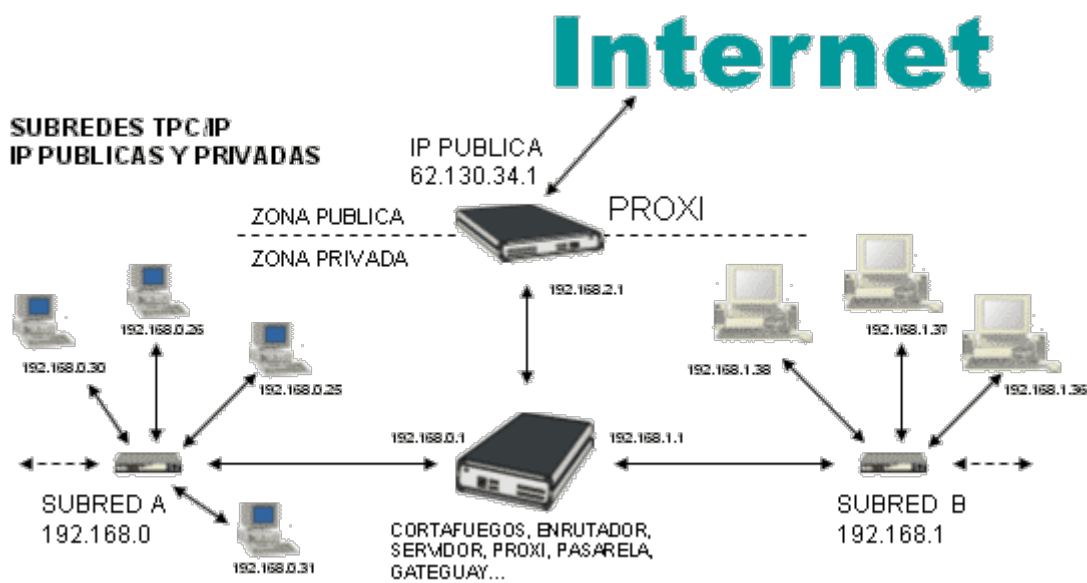 Internet
SUBREDES TPC/IP
IP PUBLICAS Y PRIVADAS
IP PUBLICA
62.130.34.1
PROXI
ZONA PUBLICA
ZONA PRIVADA
192.168.2.1
192.168.0.26
192.168.0.30
192.168.0.25
192.168.1.37
192.168.1.38
192.168.1.36
192.168.0.1
192.168.1.1
SUBRED A
192.168.0
SUBRED B
192.168.1
192.168.0.31
CORTAFUEGOS, ENRUTADOR,
SERVIDOR, PROXI, PASARELA,
GATEGUAY...